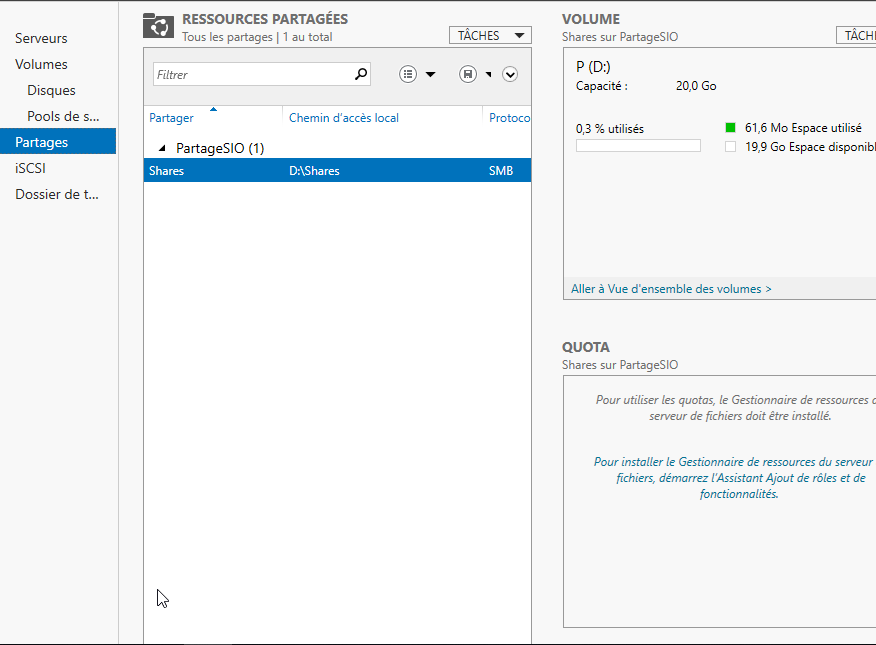 Serveurs
Volumes
Disques
Pools de s...
Partages
iSCSI
Dossier de t...
RESSOURCES PARTAGÉES
Tous les partages | 1 au total
TÂCHES
Filtrer
Partager
Chemin d'accès local
Protoco
PartageSIO (1)
Shares
D:\Shares
SMB
VOLUME
Shares sur PartageSIO
TÂCHE
P (D:)
Capacité :
20,0 Go
0,3 % utilisés
61,6 Mo Espace utilisé
19,9 Go Espace disponibl
Aller à Vue d'ensemble des volumes >
QUOTA
Shares sur PartageSIO
Pour utiliser les quotas, le Gestionnaire de ressources d
serveur de fichiers doit être installé.
Pour installer le Gestionnaire de ressources du serveur
fichiers, démarrez l'Assistant Ajout de rôles et de
fonctionnalités.